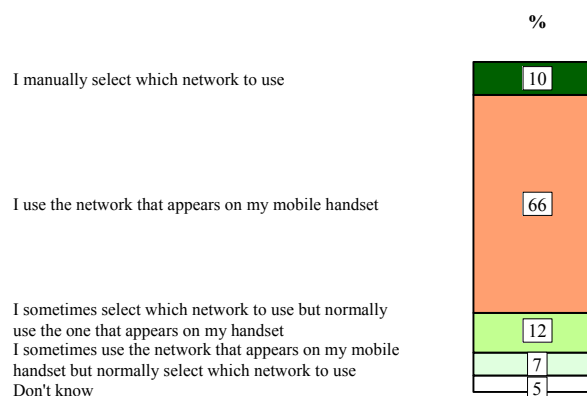 %
I manually select which network to use
10
I use the network that appears on my mobile handset
66
I sometimes select which network to use but normally
use the one that appears on my handset
12
I sometimes use the network that appears on my mobile
handset but normally select which network to use
7
Don't know
5